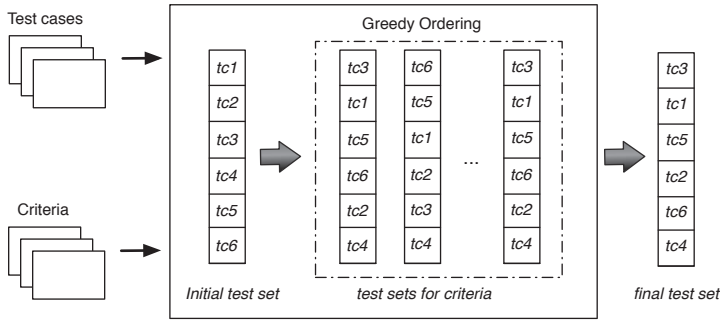 Test cases
Greedy Ordering
tc1
tc2
tc3
tc4
tc5
tc6
tc3
tc1
tc5
tc6
tc2
tc4
tc6
tc5
tc1
tc2
tc3
tc4
...
tc3
tc1
tc5
tc6
tc2
tc4
tc3
tc1
tc5
tc2
tc6
tc4
Criteria
Initial test set
test sets for criteria
final test set